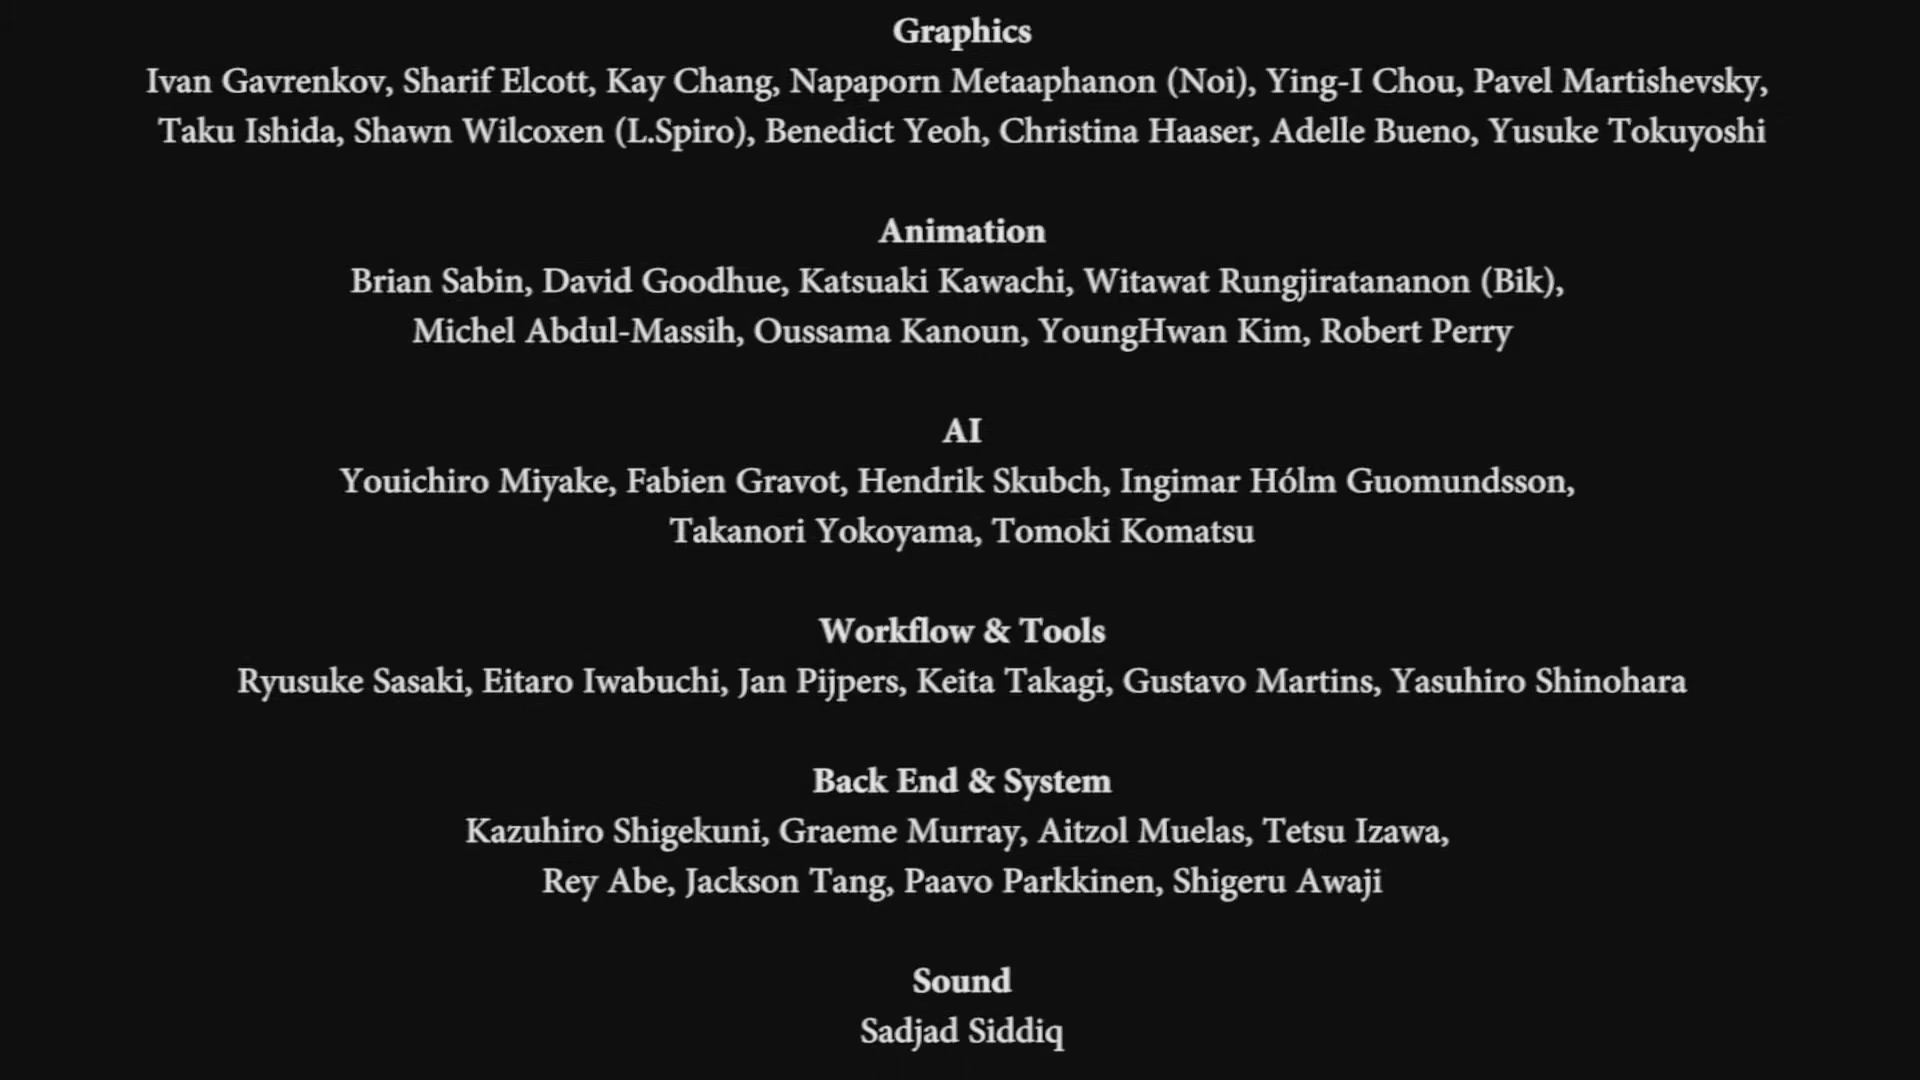 Graphics
Ivan Gavrenkov, Sharif Elcott, Kay Chang, Napaporn Metaaphanon (Noi), Ying-I Chou, Pavel Martishevsky,
Taku Ishida, Shawn Wilcoxen (L.Spiro), Benedict Yeoh, Christina Haaser, Adelle Bueno, Yusuke Tokuyoshi
Animation
Brian Sabin, David Goodhue, Katsuaki Kawachi, Witawat Rungjiratananon (Bik),
Michel Abdul-Massih, Oussama Kanoun, YoungHwan Kim, Robert Perry
AI
Youichiro Miyake, Fabien Gravot, Hendrik Skubch, Ingimar Hólm Guomundsson,
Takanori Yokoyama, Tomoki Komatsu
Workflow & Tools
Ryusuke Sasaki, Eitaro Iwabuchi, Jan Pijpers, Keita Takagi, Gustavo Martins, Yasuhiro Shinohara
Back End & System
Kazuhiro Shigekuni, Graeme Murray, Aitzol Muelas, Tetsu Izawa,
Rey Abe, Jackson Tang, Paavo Parkkinen, Shigeru Awaji
Sound
Sadjad Siddiq